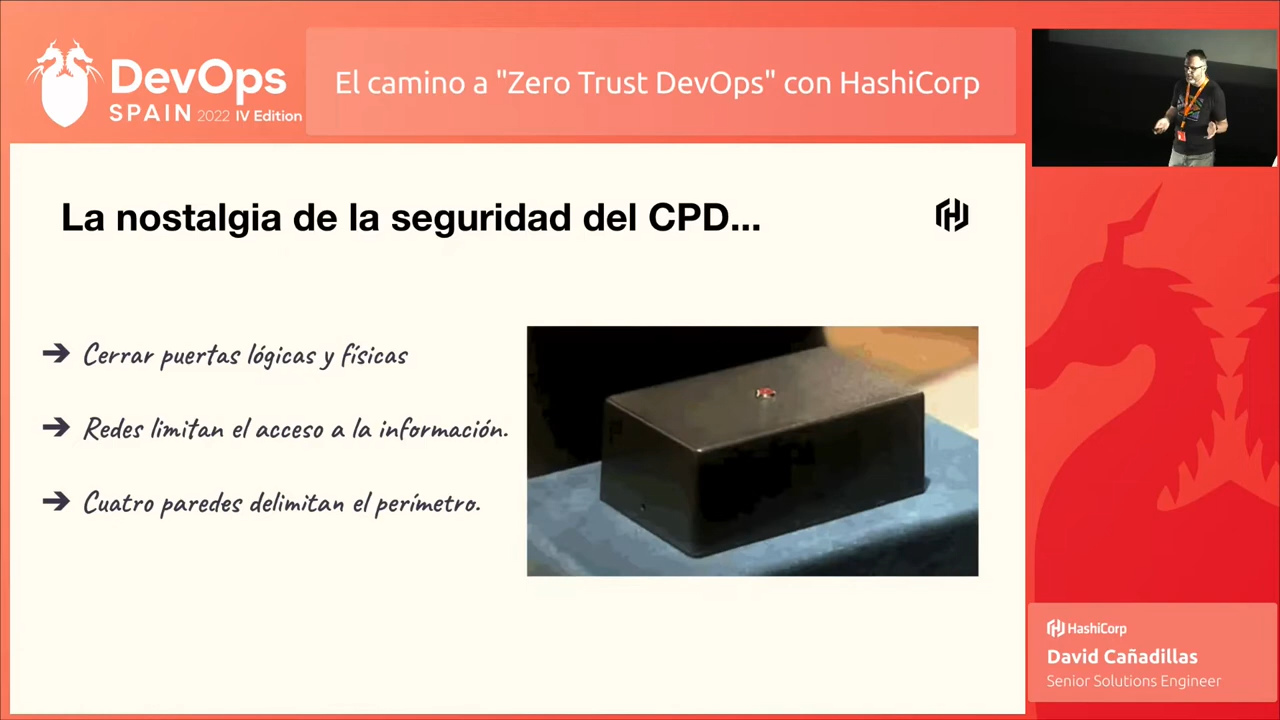 DevOps
SPAIN 2022 IV Edition
El camino a "Zero Trust DevOps" con HashiCorp
La nostalgia de la seguridad del CPD...
➔ Cerrar puertas lógicas y físicas
➔ Redes limitan el acceso a la información.
➔ Cuatro paredes delimitan el perímetro.
HashiCorp
David Cañadillas
Senior Solutions Engineer